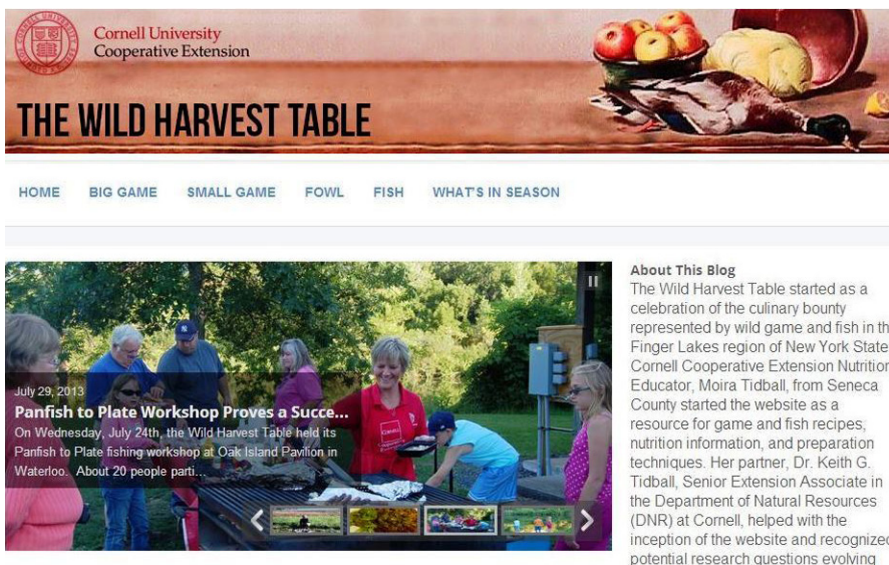 Cornell University
Cooperative Extension
THE WILD HARVEST TABLE
HOME BIG GAME SMALL GAME FOWL FISH WHAT'S IN SEASON
July 29, 2013
Panfish to Plate Workshop Proves a Succe...
On Wednesday, July 24th, the Wild Harvest Table held its
Panfish to Plate fishing workshop at Oak Island Pavilion in
Waterloo. About 20 people parti...
About This Blog
The Wild Harvest Table started as a
celebration of the culinary bounty
represented by wild game and fish in th
Finger Lakes region of New York State
Cornell Cooperative Extension Nutrition
Educator, Moira Tidball, from Seneca
County started the website as a
resource for game and fish recipes,
nutrition information, and preparation
techniques. Her partner, Dr. Keith G.
Tidball, Senior Extension Associate in
the Department of Natural Resources
(DNR) at Cornell, helped with the
inception of the website and recognized
potential research questions evolving